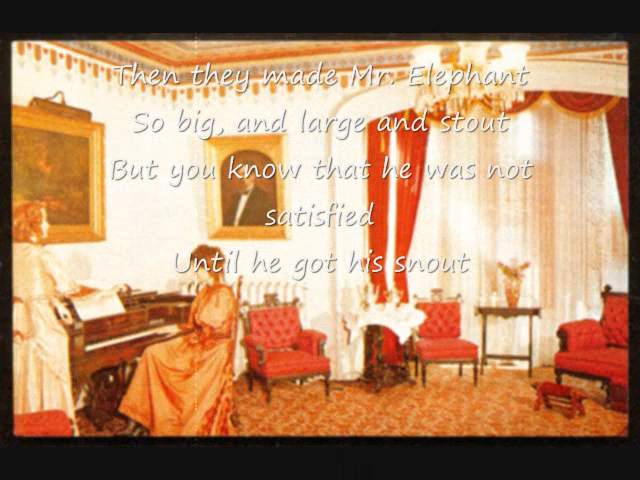 Then they made Mr. Elephant
So big, and large and stout
But you know that he was not
satisfied
Until he got his snout